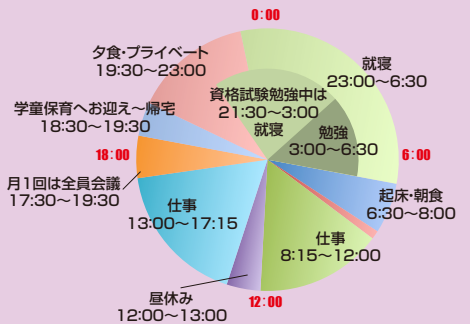 0:00
就寝
23:00～6:30
資格試験勉強中は
21:30～3:00
就寝
勉強
3:00～6:30
6:00
起床･朝食
6:30～8:00
仕事
8:15～12:00
12:00
昼休み
12:00～13:00
仕事
13:00～17:15
月1回は全員会議
17:30～19:30
18:00
学童保育へお迎え～帰宅
18:30～19:30
夕食･プライベート
19:30～23:00